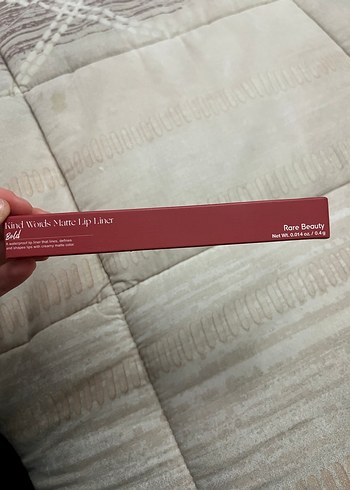 Kind Words Matte Lip Liner
Bold
A waterproof lip liner that lines, defines
and shapes lips with creamy matte color
Rare Beauty
Net Wt. 0.014 oz. / 0.4 g